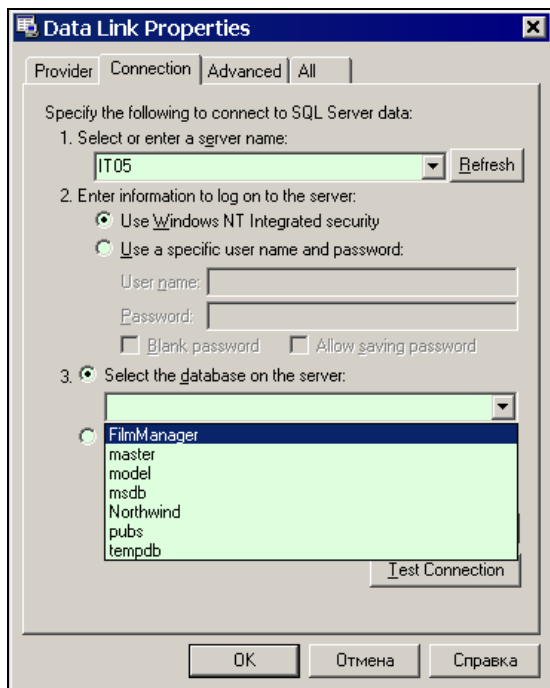 Data Link Properties
Provider Connection Advanced All
Specify the following to connect to SQL Server data:
1. Select or enter a server name:
IT05 Refresh
2. Enter information to log on to the server:
Use Windows NT Integrated security
Use a specific user name and password:
User name:
Password:
Blank password Allow saving password
3. Select the database on the server:
FilmManager
master
model
msdb
Northwind
pubs
tempdb
Test Connection
OK Отмена Справка